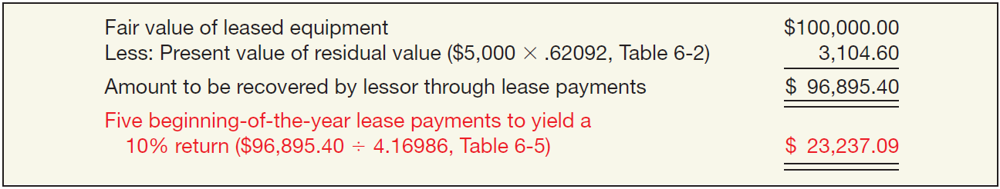 Fair value of leased equipment $100,000.00
Less: Present value of residual value ($5,000 × .62092, Table 6-2) 3,104.60
Amount to be recovered by lessor through lease payments $ 96,895.40
Five beginning-of-the-year lease payments to yield a
10% return ($96,895.40 ÷ 4.16986, Table 6-5) $ 23,237.09